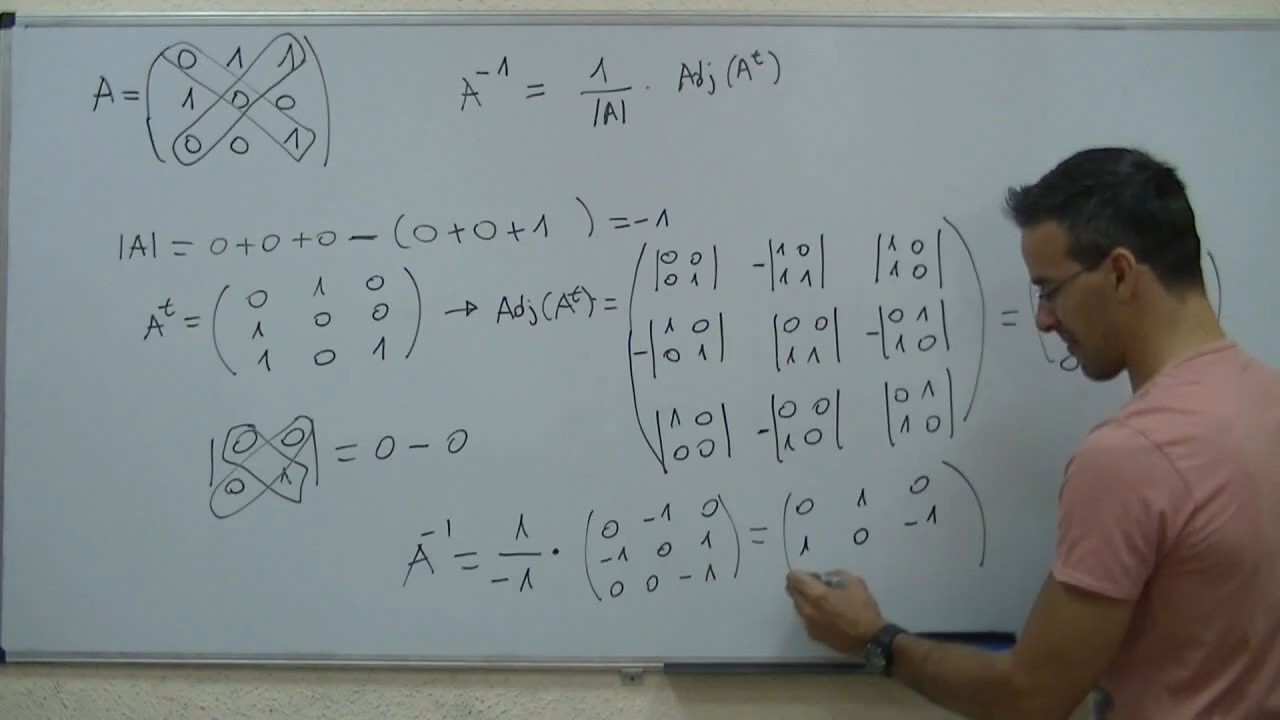 A = ( 0 1 1
1 0 0
0 0 1 )
A⁻¹ = 1/|A| · Adj(Aᵗ)
|A| = 0+0+0 − (0+0+1) = −1
Aᵗ = ( 0 1 0
1 0 0
1 0 1 )
→ Adj(Aᵗ) = ( |0 0 / 0 1| −|1 0 / 1 1| |1 0 / 1 0|
−|1 0 / 0 1| |0 0 / 1 1| −|0 1 / 1 0|
|1 0 / 0 0| −|0 0 / 1 0| |0 1 / 1 0| ) = (
0
|0 0 / 0 1| = 0 − 0
A⁻¹ = 1/−1 · ( 0 −1 0
−1 0 1
0 0 −1 )
= ( 0 1 0
1 0 −1 )